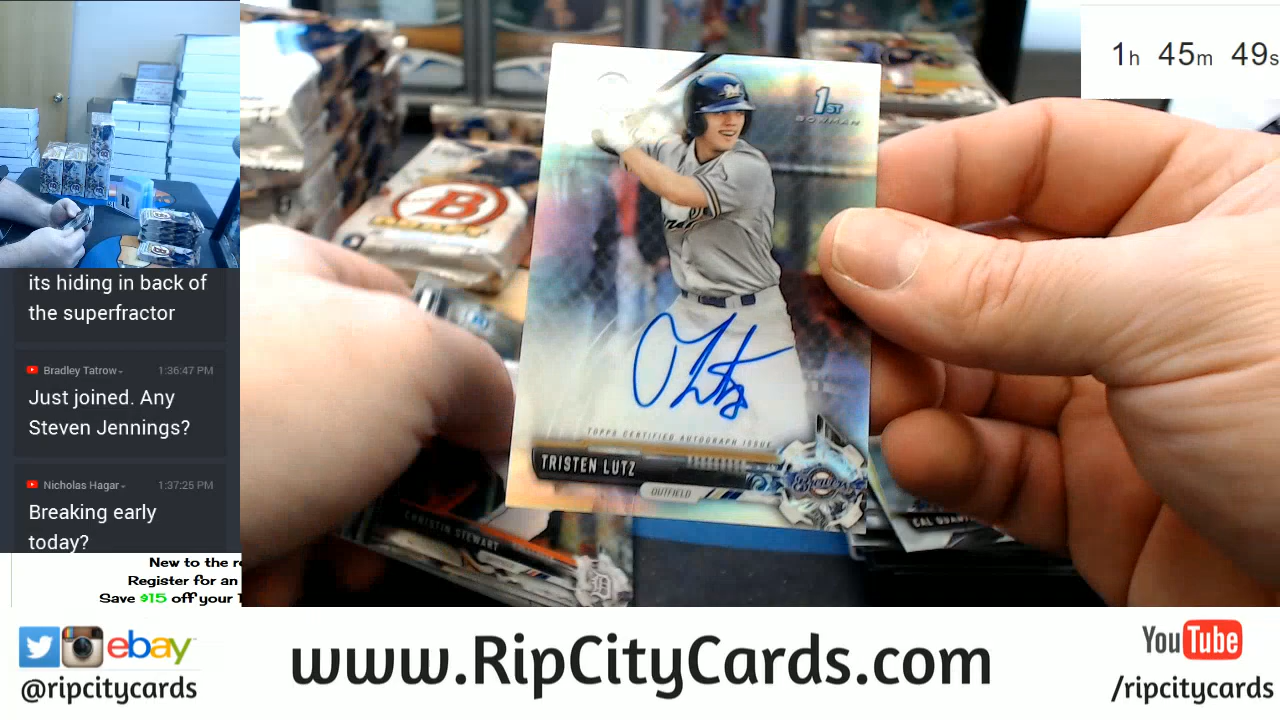 1h 45m 49s
its hiding in back of
the superfractor
Bradley Tatrow
1:36:47 PM
Just joined. Any
Steven Jennings?
Nicholas Hagar
1:37:25 PM
Breaking early
today?
New to the
Register for an
Save $15 off your
B
1ST
BOWMAN
TOPPS CERTIFIED AUTOGRAPH ISSUE
TRISTEN LUTZ
OUTFIELD
Brewers
CHRISTIN STEWART
CAL
ebay
@ripcitycards
www.RipCityCards.com
YouTube
/ripcitycards